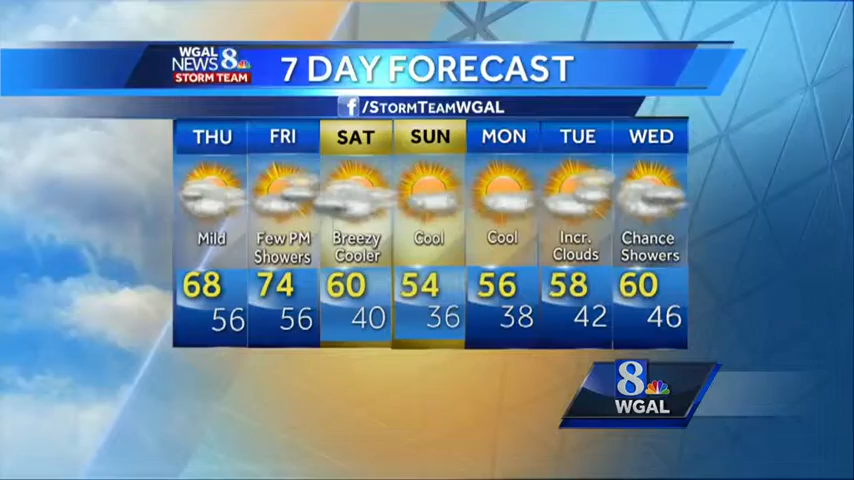 WGAL
NEWS 8
STORM TEAM
7 DAY FORECAST
f/STORMTEAMWGAL
THU FRI SAT SUN MON TUE WED
Mild Few PM Showers Breezy Cooler Cool Cool Incr. Clouds Chance Showers
68 74 60 54 56 58 60
56 56 40 36 38 42 46
8
WGAL